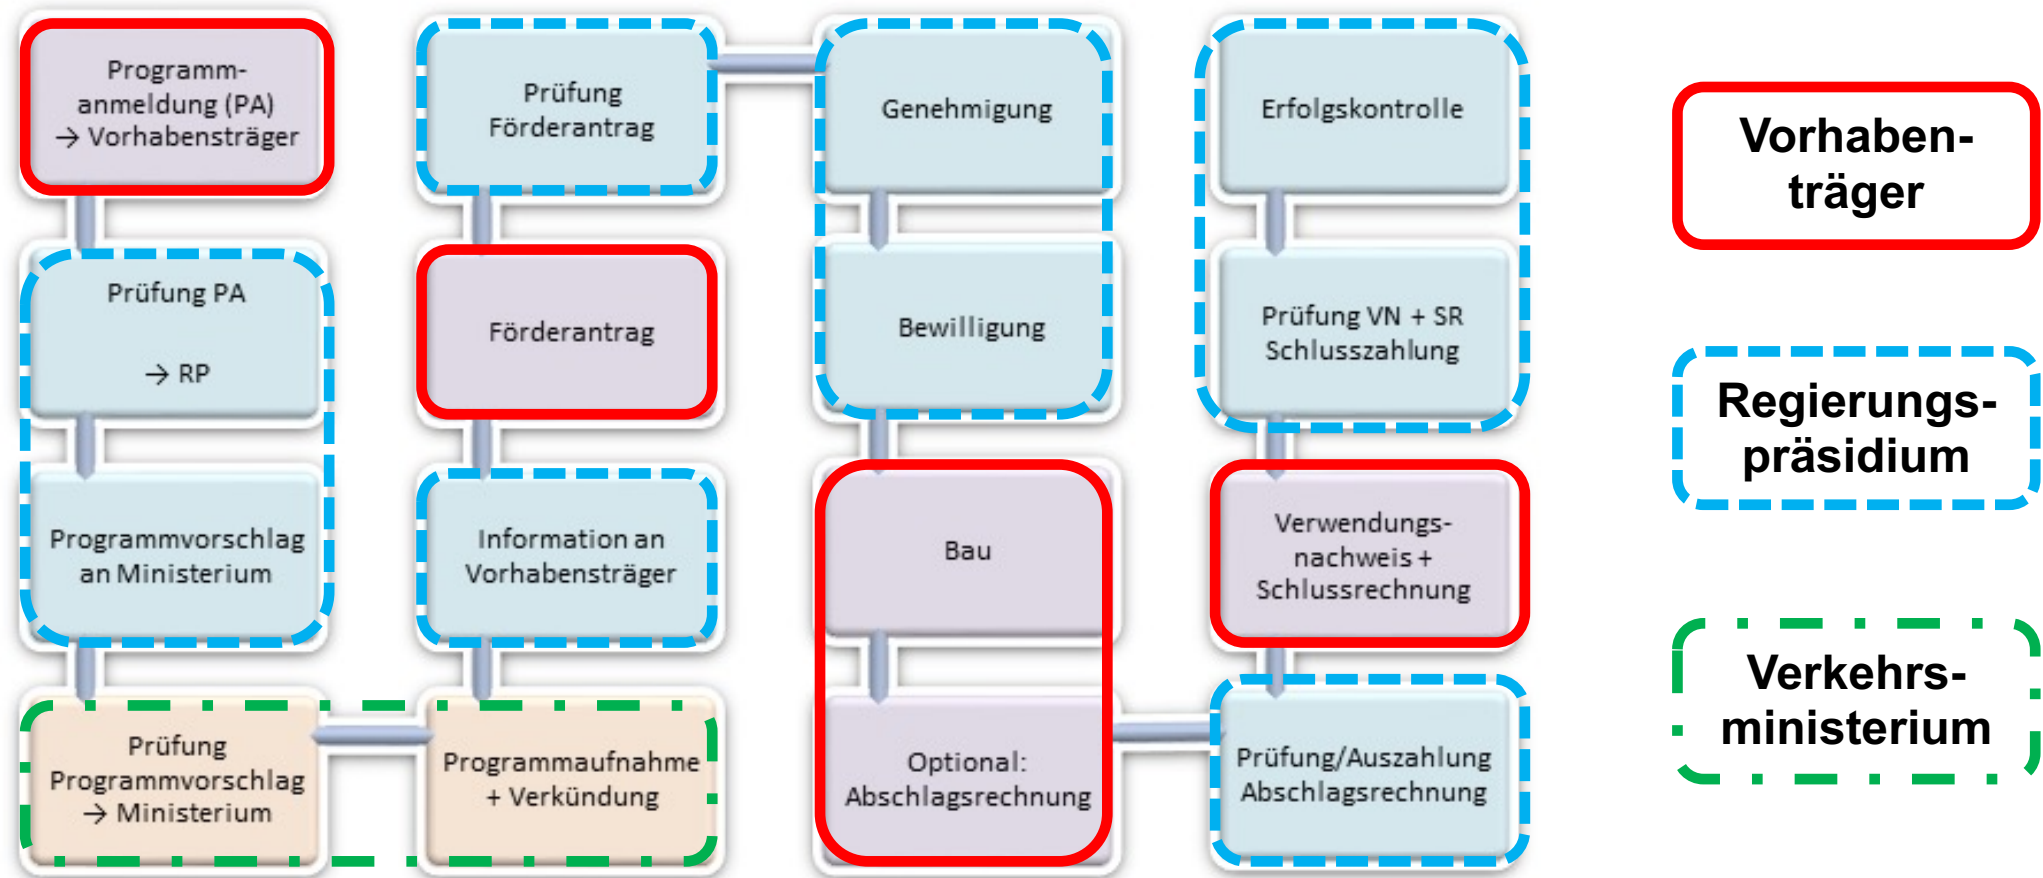 Programm-
anmeldung (PA)
→ Vorhabensträger
Prüfung PA
→ RP
Programmvorschlag
an Ministerium
Prüfung
Programmvorschlag
→ Ministerium
Programmaufnahme
+ Verkündung
Information an
Vorhabensträger
Förderantrag
Prüfung
Förderantrag
Genehmigung
Bewilligung
Bau
Optional:
Abschlagsrechnung
Prüfung/Auszahlung
Abschlagsrechnung
Verwendungs-
nachweis +
Schlussrechnung
Prüfung VN + SR
Schlusszahlung
Erfolgskontrolle
Vorhaben-
träger
Regierungs-
präsidium
Verkehrs-
ministerium